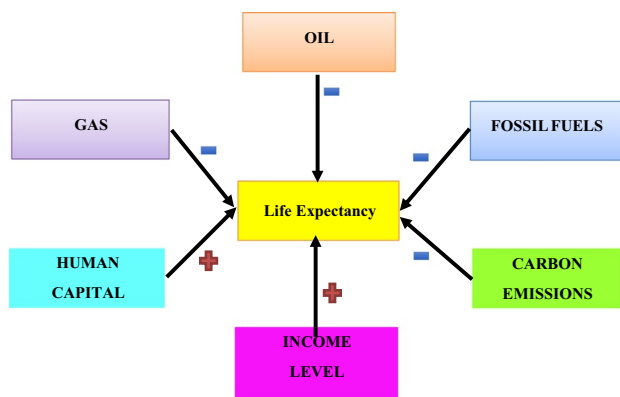 OIL
GAS
FOSSIL FUELS
Life Expectancy
HUMAN
CAPITAL
CARBON
EMISSIONS
INCOME
LEVEL